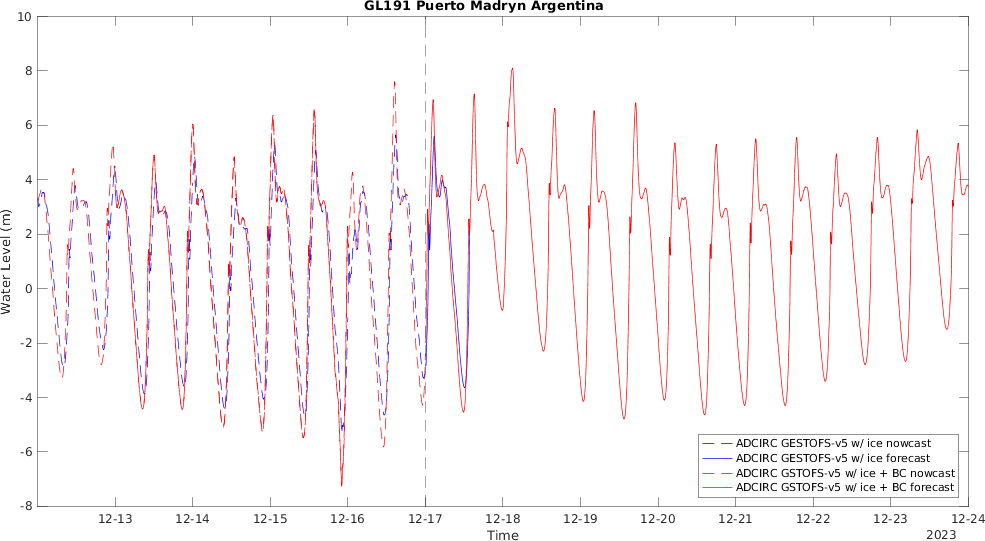 GL191 Puerto Madryn Argentina
10
8
6
4
2
0
-2
-4
-6
-8
Water Level (m)
ADCIRC GESTOFS-v5 w/ ice nowcast
ADCIRC GESTOFS-v5 w/ ice forecast
ADCIRC GSTOFS-v5 w/ ice + BC nowcast
ADCIRC GSTOFS-v5 w/ ice + BC forecast
12-13 12-14 12-15 12-16 12-17 12-18 12-19 12-20 12-21 12-22 12-23 12-24
Time
2023